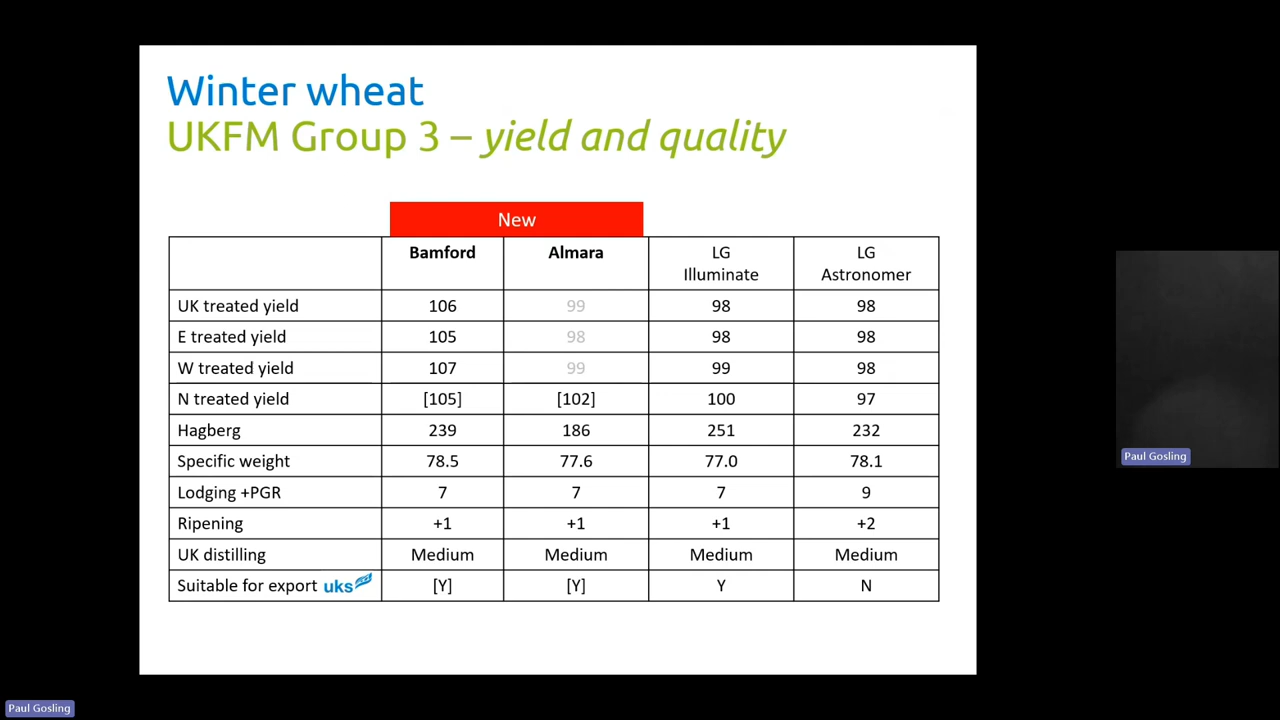 Winter wheat
UKFM Group 3 – yield and quality
New
Bamford Almara LG Illuminate LG Astronomer
UK treated yield 106 99 98 98
E treated yield 105 98 98 98
W treated yield 107 99 99 98
N treated yield [105] [102] 100 97
Hagberg 239 186 251 232
Specific weight 78.5 77.6 77.0 78.1
Lodging +PGR 7 7 7 9
Ripening +1 +1 +1 +2
UK distilling Medium Medium Medium Medium
Suitable for export uks [Y] [Y] Y N
Paul Gosling
Paul Gosling